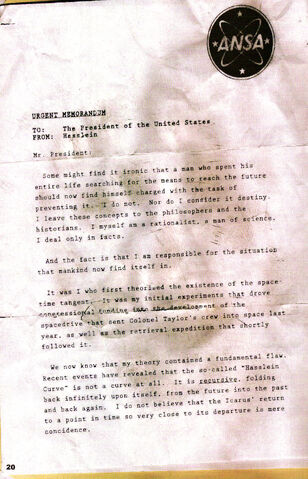 ANSA
URGENT MEMORANDUM
TO: The President of the United States
FROM: Hasslein
Mr. President:
Some might find it ironic that a man who spent his
entire life searching for the means to reach the future
should now find himself charged with the task of
preventing it. I do not. Nor do I consider it destiny.
I leave these concepts to the philosophers and the
historians. I myself am a rationalist, a man of science.
I deal only in facts.
And the fact is that I am responsible for the situation
that mankind now find itself in.
It was I who first theorized the existence of the space-
time tangent. It was my initial experiments that drove
congressional funding into the development of the
spacedrive that sent Colonel Taylor's crew into space last
year, as well as the retrieval expedition that shortly
followed it.
We now know that my theory contained a fundamental flaw.
Recent events have revealed that the so-called "Hasslein
Curve" is not a curve at all. It is recursive, folding
back infinitely upon itself, from the future into the past
and back again. I do not believe that the Icarus' return
to a point in time so very close to its departure is mere
concidence.
20